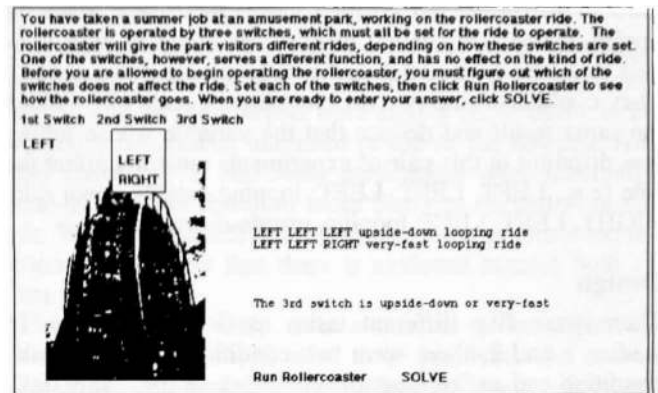 You have taken a summer job at an amusement park, working on the rollercoaster ride. The
rollercoaster is operated by three switches, which must all be set for the ride to operate. The
rollercoaster will give the park visitors different rides, depending on how these switches are set.
One of the switches, however, serves a different function, and has no effect on the kind of ride.
Before you are allowed to begin operating the rollercoaster, you must figure out which of the
switches does not affect the ride. Set each of the switches, then click Run Rollercoaster to see
how the rollercoaster goes. When you are ready to enter your answer, click SOLVE.
1st Switch 2nd Switch 3rd Switch
LEFT
LEFT
RIGHT
LEFT LEFT LEFT upside-down looping ride
LEFT LEFT RIGHT very-fast looping ride
The 3rd switch is upside-down or very-fast
Run Rollercoaster SOLVE